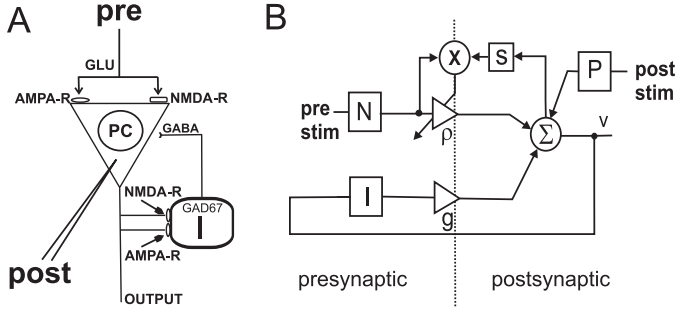 A
pre
GLU
AMPA-R
NMDA-R
PC
GABA
NMDA-R
GAD67
I
AMPA-R
post
OUTPUT
B
X
S
P
post
stim
pre
stim
N
ρ
Σ
v
I
g
presynaptic
postsynaptic